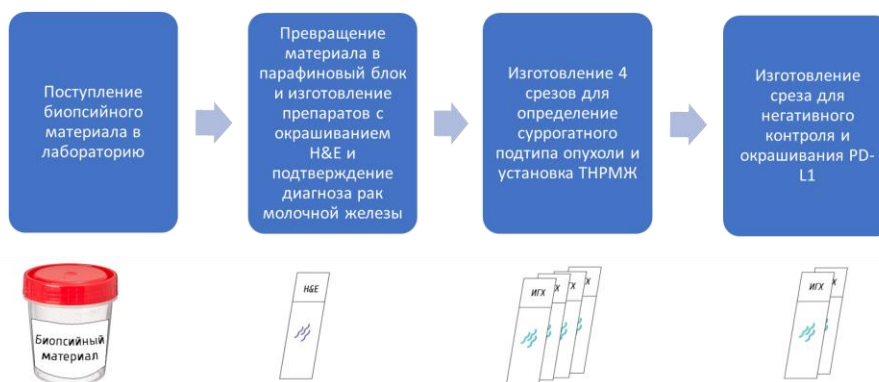 Поступление
биопсийного
материала в
лабораторию
Превращение
материала в
парафиновый блок
и изготовление
препаратов с
окрашиванием
H&E и
подтверждение
диагноза рак
молочной железы
Изготовление 4
срезов для
определение
суррогатного
подтипа опухоли и
установка ТНРМЖ
Изготовление
среза для
негативного
контроля и
окрашивания PD-
L1
Биопсийный
материал
H&E
ИГХ
Х
Х
Х
ИГХ
Х